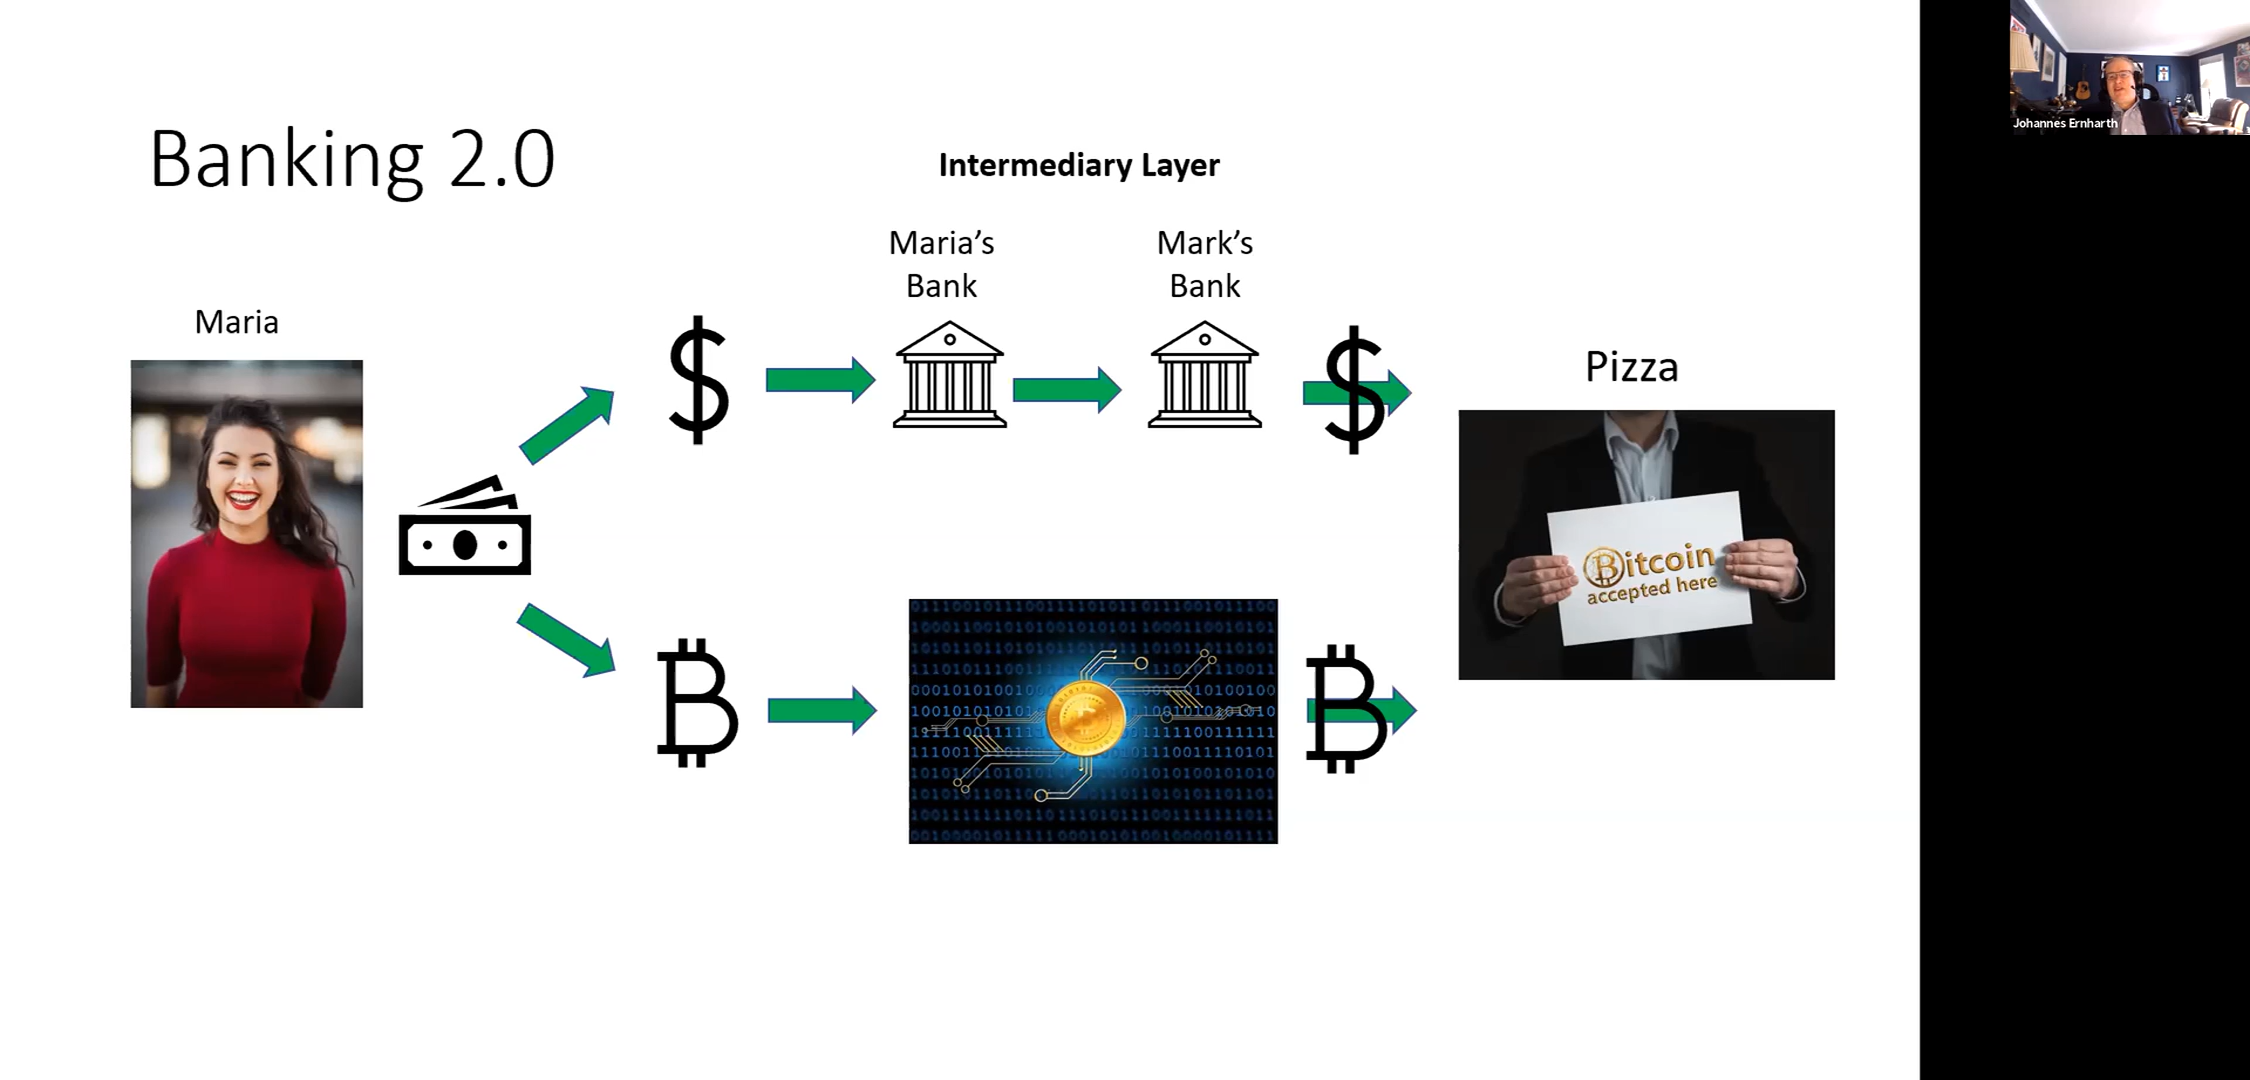 Banking 2.0
Intermediary Layer
Maria's
Bank
Mark's
Bank
Maria
Pizza
Bitcoin
accepted here
Johannes Ernharth